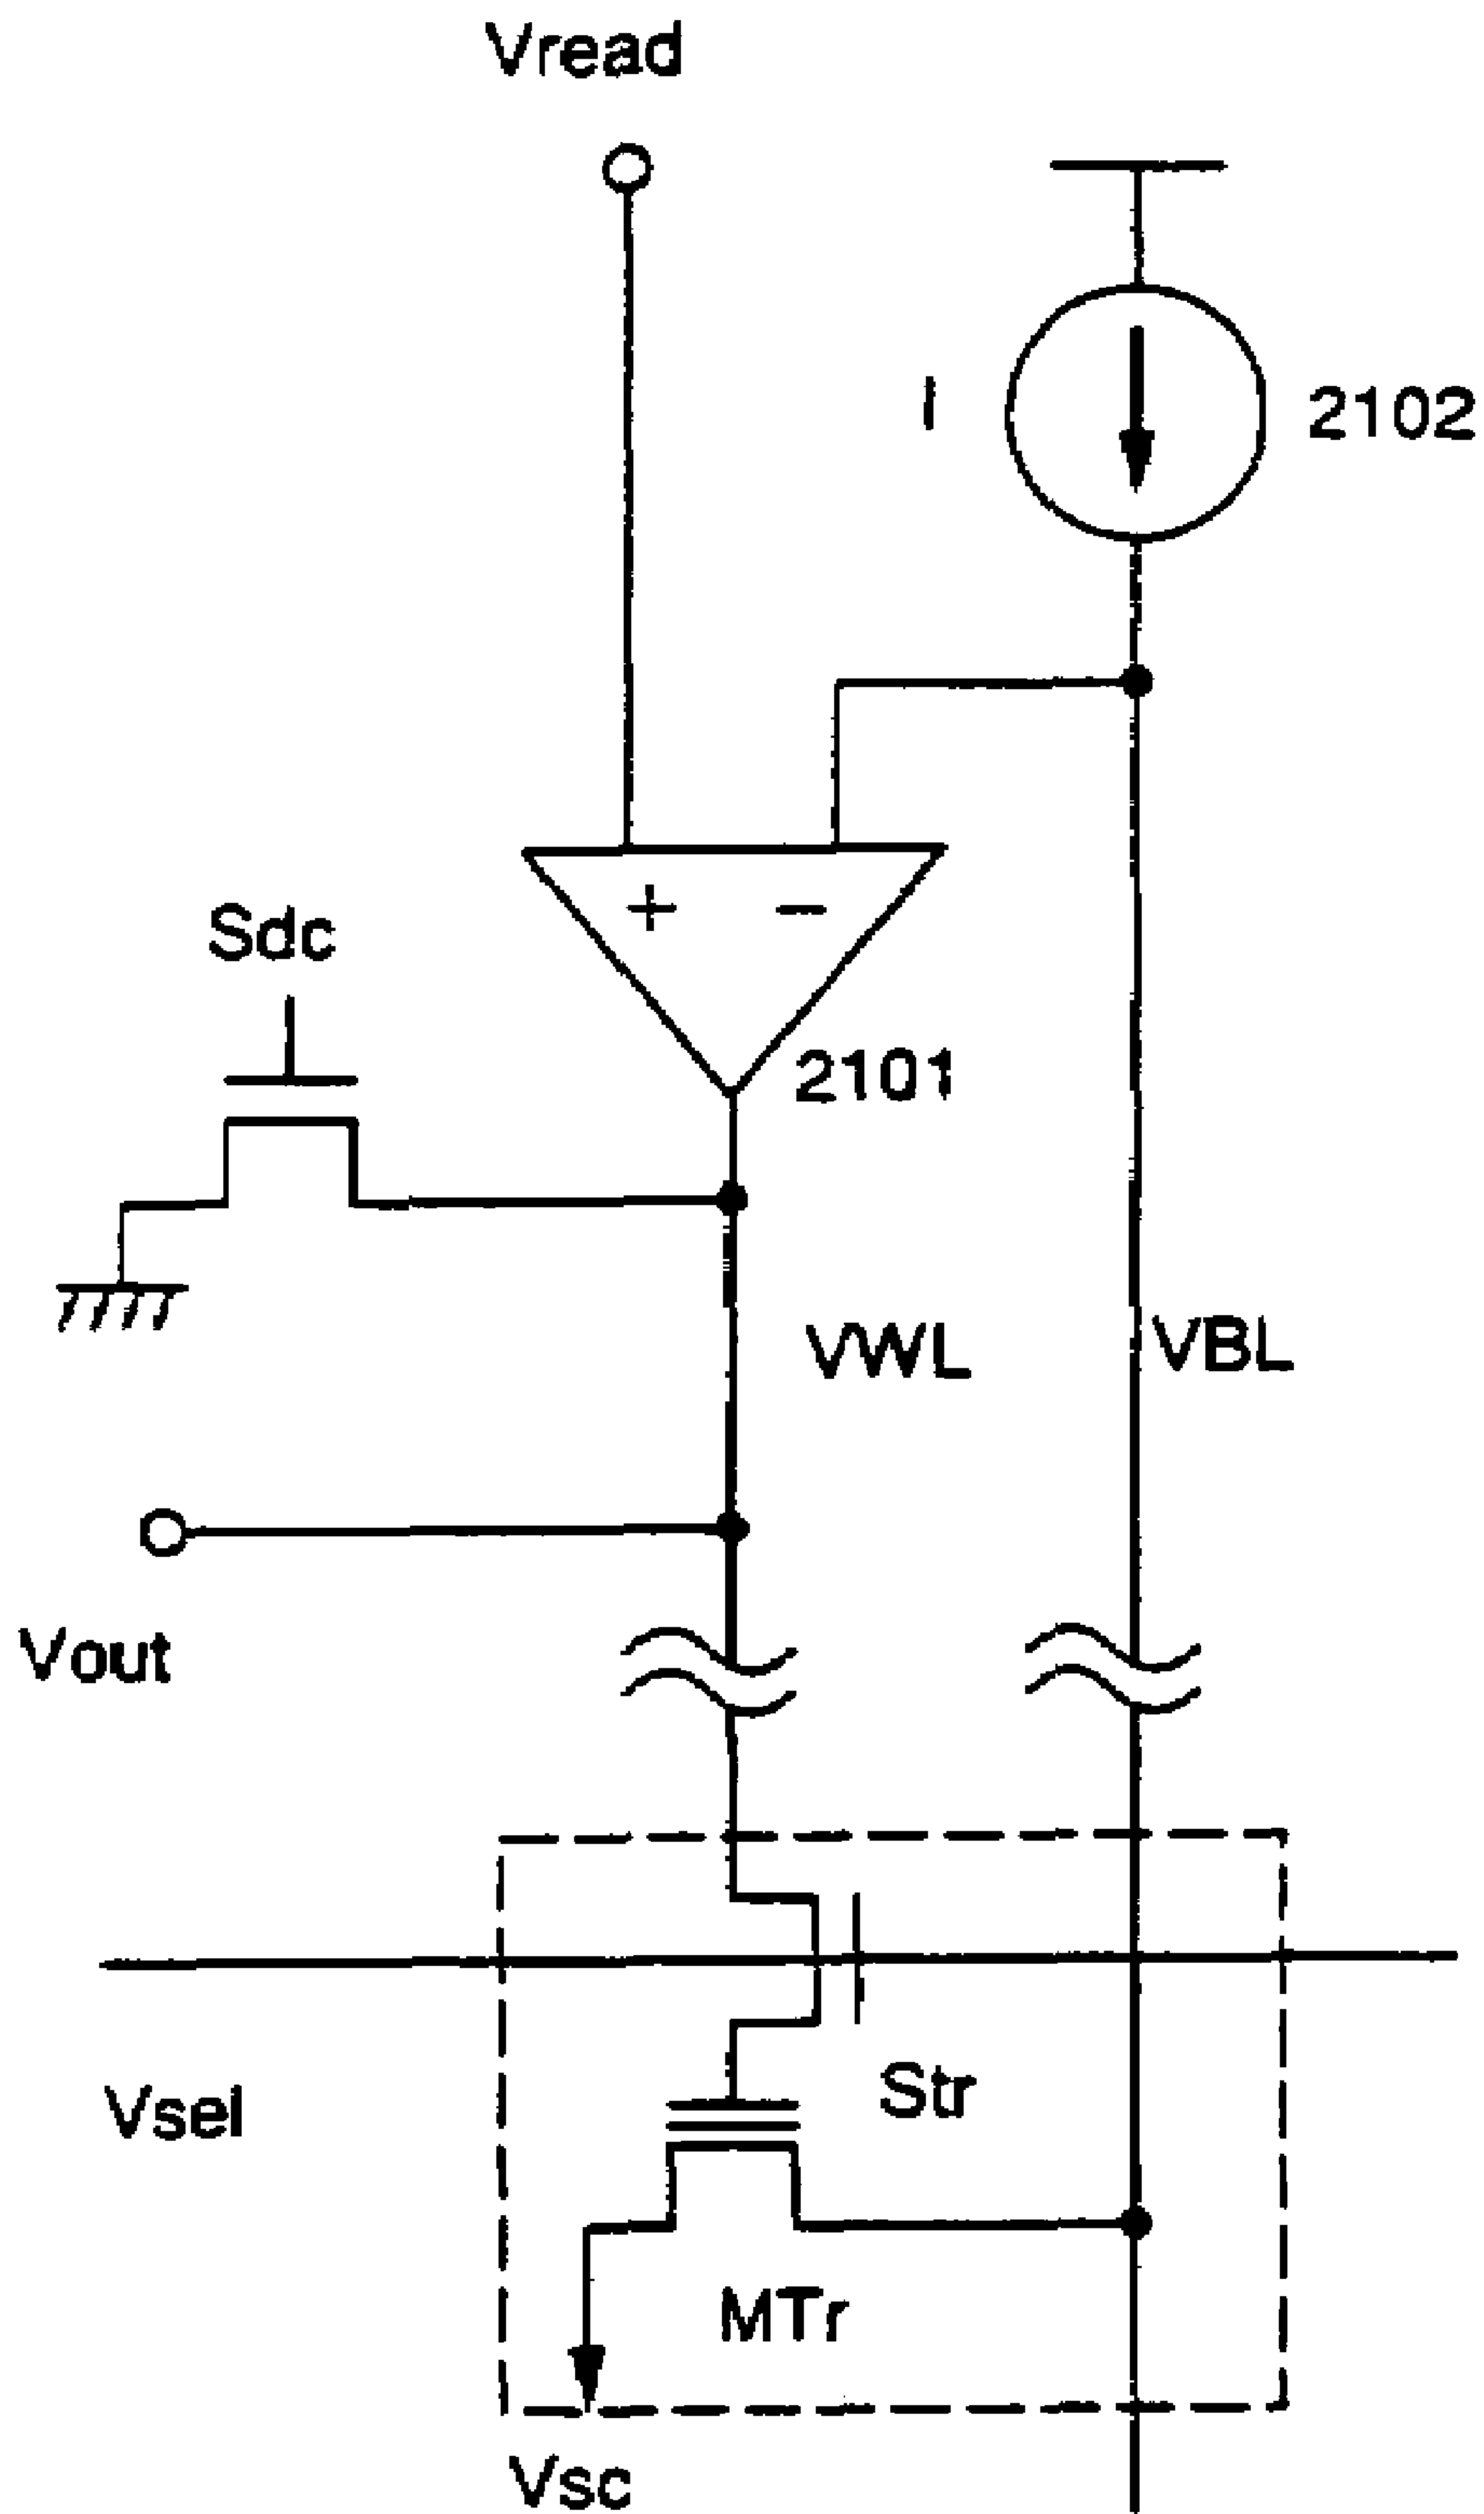 Vread
I
2102
+
−
Sdc
2101
VWL
VBL
Vout
Vsel
Str
MTr
Vsc